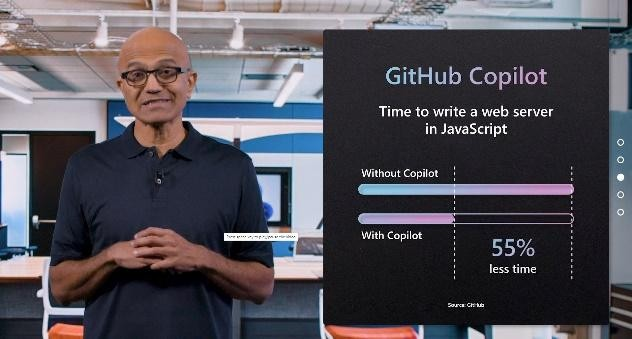 GitHub Copilot
Time to write a web server
in JavaScript
Without Copilot
With Copilot
55%
less time
Source: GitHub